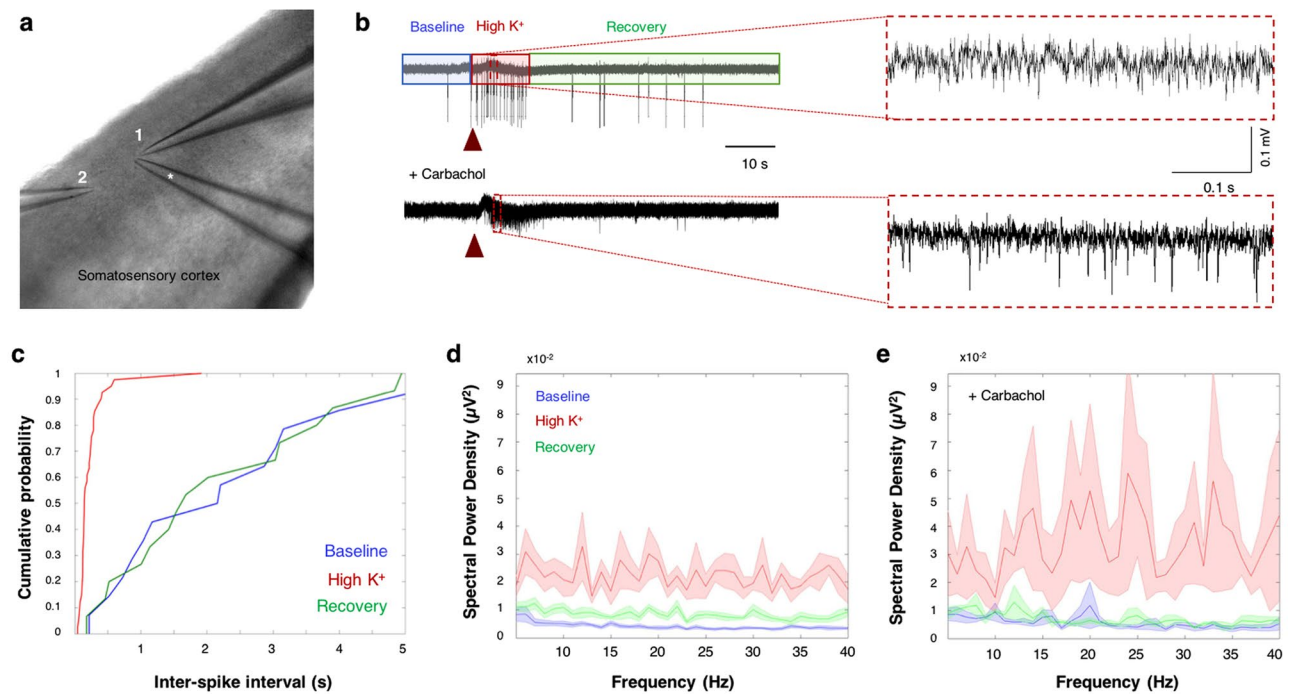 a
1
2
*
Somatosensory cortex
b
Baseline High K⁺ Recovery
10 s
+ Carbachol
0.1 mV
0.1 s
c
Cumulative probability
1
0.9
0.8
0.7
0.6
0.5
0.4
0.3
0.2
0.1
0
1 2 3 4 5
Inter-spike interval (s)
Baseline
High K⁺
Recovery
d
x10⁻²
Spectral Power Density (µV²)
9
8
7
6
5
4
3
2
1
0
10 15 20 25 30 35 40
Frequency (Hz)
Baseline
High K⁺
Recovery
e
x10⁻²
+ Carbachol
Spectral Power Density (µV²)
9
8
7
6
5
4
3
2
1
0
10 15 20 25 30 35 40
Frequency (Hz)